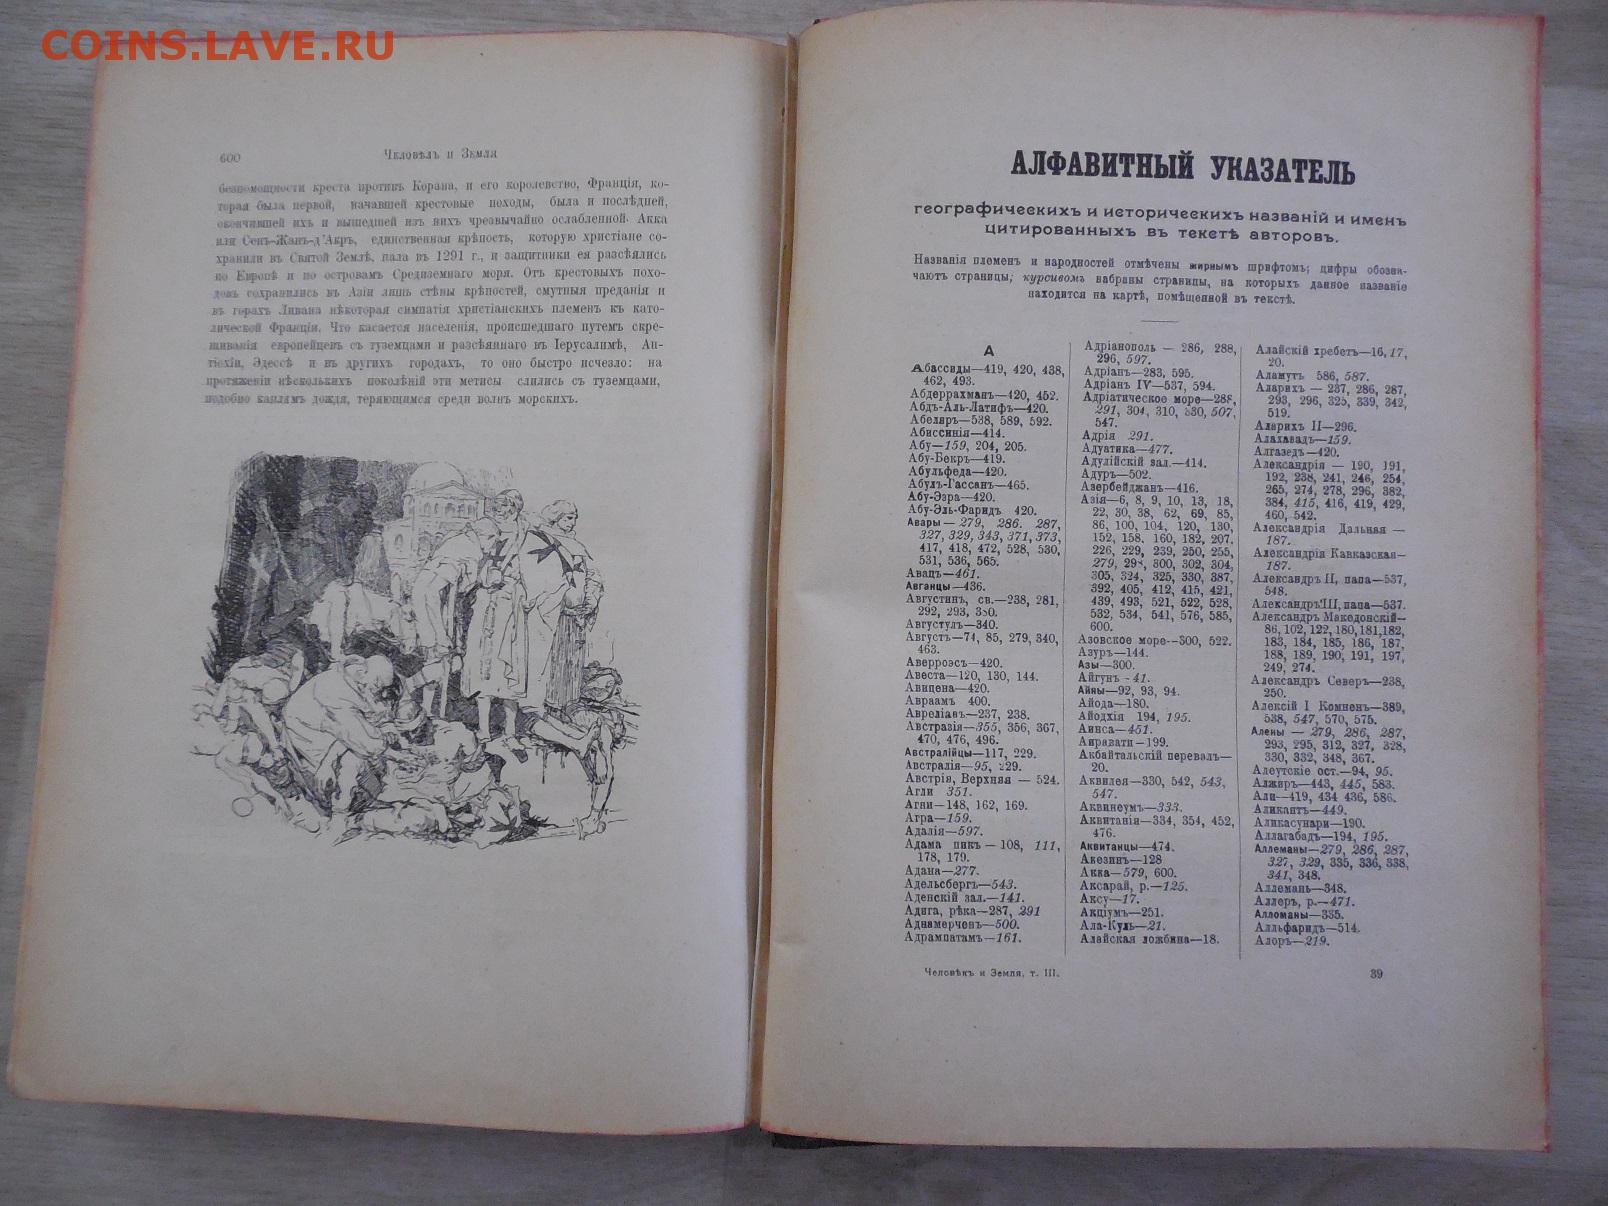 COINS.LAVE.RU
600
Человѣкъ и Земля
безпомощности креста противъ Корана, и его королевство, Франція, ко-
торая была первой, начавшей крестовые походы, была и послѣдней,
окончившей ихъ и вышедшей изъ нихъ чрезвычайно ослабленной. Акка
или Сенъ-Жанъ-д'Акръ, единственная крѣпость, которую христіане со-
хранили въ Святой Землѣ, пала въ 1291 г., и защитники ея разсѣялись
по Европѣ и по островамъ Средиземнаго моря. Отъ крестовыхъ похо-
довъ сохранились въ Азіи лишь стѣны крѣпостей, смутныя преданія и
въ горахъ Ливана нѣкоторая симпатія христіанскихъ племенъ къ като-
лической Франціи. Что касается населенія, происшедшаго путемъ скре-
щиванія европейцевъ съ туземцами и разсѣяннаго въ Іерусалимѣ, Ан-
тіохіи, Эдессѣ и въ другихъ городахъ, то оно быстро исчезло: на
протяженіи нѣсколькихъ поколѣній эти метисы слились съ туземцами,
подобно каплямъ дождя, теряющимся среди волнъ морскихъ.
АЛФАВИТНЫЙ УКАЗАТЕЛЬ
географическихъ и историческихъ названій и именъ
цитированныхъ въ текстѣ авторовъ.
Названія племенъ и народностей отмѣчены жирнымъ шрифтомъ; цифры обозна-
чаютъ страницы; курсивомъ набраны страницы, на которыхъ данное названіе
находится на картѣ, помѣщенной въ текстѣ.
А
Абассиды—419, 420, 438,
462, 493.
Абдеррахманъ—420, 452.
Абдъ-Аль-Латифъ—420.
Абеляръ—538, 589, 592.
Абиссинія—414.
Абу—159, 204, 205.
Абу-Бекръ—419.
Абульфеда—420.
Абулъ-Гассанъ—465.
Абу-Эзра—420.
Абу-Эль-Фаридъ 420.
Авары—279, 286. 287,
327, 329, 343, 371, 373,
417, 418, 472, 528, 530,
531, 536, 565.
Авацъ—461.
Авганцы—436.
Августинъ, св.—238, 281,
292, 293, 330.
Августулъ—340.
Августъ—74, 85, 279, 340,
463.
Аверроэсъ—420.
Авеста—120, 130, 144.
Авицена—420.
Авраамъ 400.
Авреліавъ—237, 238.
Австразія—355, 356, 367,
470, 476, 496.
Австралійцы—117, 229.
Австралія—95, 229.
Австрія, Верхняя — 524.
Агли 351.
Агни—148, 162, 169.
Агра—159.
Адалія—597.
Адама пикъ — 108, 111,
178, 179.
Адана—277.
Адельсбергъ—543.
Аденскій зал.—141.
Адига, рѣка—287, 291
Аднамерченъ—500.
Адрампатамъ—161.
Адріанополь — 286, 288,
296, 597.
Адріанъ—283, 595.
Адріанъ IV—537, 594.
Адріатическое море—288,
291, 304, 310, 330, 507,
547.
Адрія 291.
Адуатика—477.
Адулійскій зал.—414.
Адуръ—502.
Азербейджанъ—416.
Азія—6, 8, 9, 10, 13, 18,
22, 30, 38, 62, 69, 85,
86, 100, 104, 120, 130,
152, 158, 160, 182, 207,
226, 229, 239, 250, 255,
279, 298, 300, 302, 304,
305, 324, 325, 330, 387,
392, 405, 412, 415, 421,
439, 493, 521, 522, 528,
532, 534, 541, 576, 585,
600.
Азовское море--300, 522.
Азуръ—144.
Азы—300.
Айгунъ -41.
Айны—92, 93, 94.
Айода—180.
Айодхія 194, 195.
Аинса—451.
Аиравати—199.
Акбайтальскій перевалъ—
20.
Аквилея—330, 542, 543,
547.
Аквинеумъ—333.
Аквитанія—334, 354, 452,
476.
Аквитанцы—474.
Акезинъ—128
Акка—579, 600.
Аксарай, р.—125.
Аксу—17.
Акціумъ—251.
Ала-Куль—21.
Алайская ложбина—18.
Алайскій хребетъ—16, 17,
20.
Аламутъ 586, 587.
Аларихъ — 237, 286, 287,
293, 296, 325, 339, 342,
519.
Аларихъ II—296.
Алахавадъ—159.
Алгазедъ—420.
Александрія — 190, 191,
192, 238, 241, 246, 254,
265, 274, 278, 296, 382,
384, 415, 416, 419, 429,
460, 542.
Александрія Дальная —
187.
Александрія Кавказская—
187.
Александръ II, папа—537,
548.
Александръ III, папа—537.
Александръ Македонскій—
86, 102, 122, 180, 181, 182,
183, 184, 185, 186, 187,
188, 189, 190, 191, 197,
249, 274.
Александръ Северъ—238,
250.
Алексій I Комненъ—389,
538, 547, 570, 575.
Алены — 279, 286, 287,
293, 295, 312, 327, 328,
330, 332, 348, 367.
Алеутскіе ост.—94, 95.
Алжиръ—443, 445, 583.
Али—419, 434 436, 586.
Аликантъ—449.
Аликасунари—190.
Аллагабадъ—194, 195.
Аллеманы—279, 286, 287,
327, 329, 335, 336, 338,
341, 348.
Аллемань—348.
Аллеръ, р.—471.
Алломаны—335.
Алльфаридъ—514.
Алоръ—219.
Человѣкъ и Земля, т. III.
39